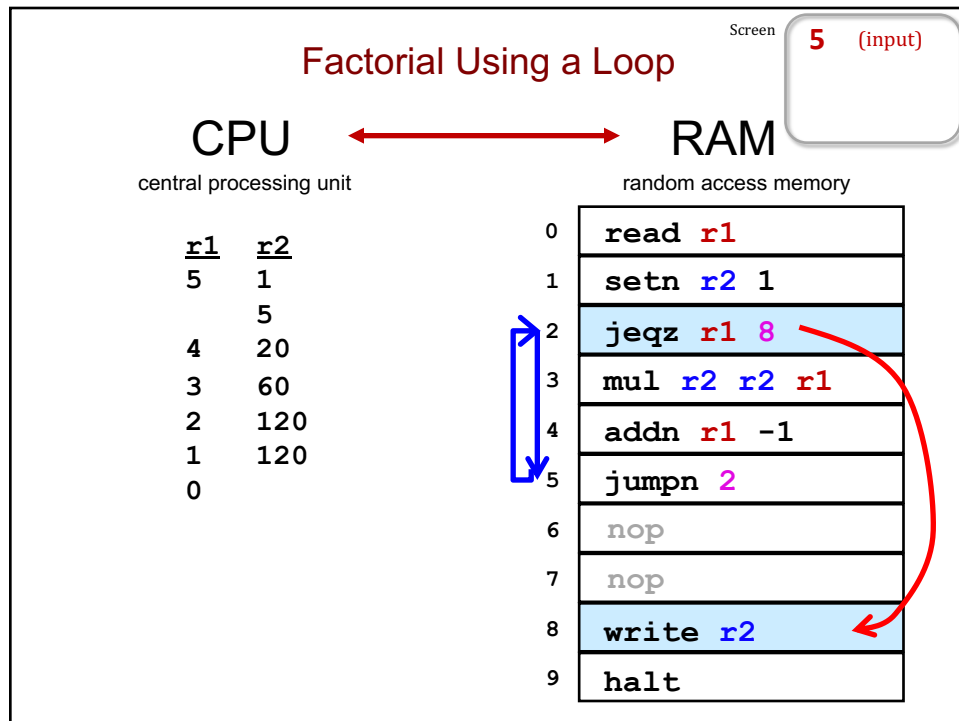 Screen
5 (input)
Factorial Using a Loop
CPU
central processing unit
RAM
random access memory
r1 r2
5 1
5
4 20
3 60
2 120
1 120
0
0 read r1
1 setn r2 1
2 jeqz r1 8
3 mul r2 r2 r1
4 addn r1 -1
5 jumpn 2
6 nop
7 nop
8 write r2
9 halt